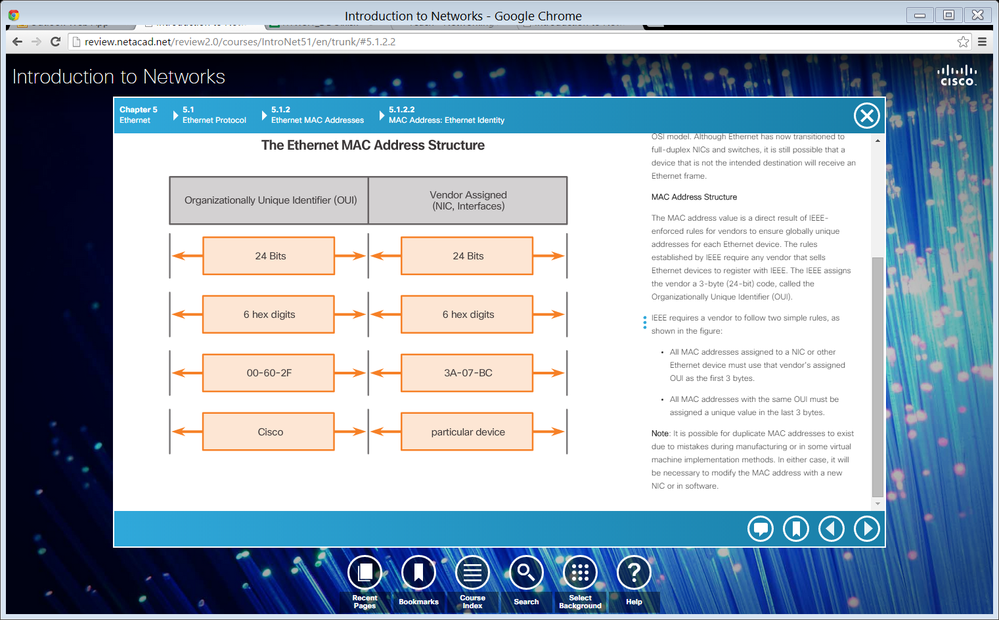 Introduction to Networks - Google Chrome
review.netacad.net/review2.0/courses/IntroNet51/en/trunk/#5.1.2.2
Introduction to Networks
CISCO
Chapter 5
Ethernet
5.1
Ethernet Protocol
5.1.2
Ethernet MAC Addresses
5.1.2.2
MAC Address: Ethernet Identity
The Ethernet MAC Address Structure
Organizationally Unique Identifier (OUI)
Vendor Assigned
(NIC, Interfaces)
24 Bits
24 Bits
6 hex digits
6 hex digits
00-60-2F
3A-07-BC
Cisco
particular device
OSI model. Although Ethernet has now transitioned to
full-duplex NICs and switches, it is still possible that a
device that is not the intended destination will receive an
Ethernet frame.
MAC Address Structure
The MAC address value is a direct result of IEEE-
enforced rules for vendors to ensure globally unique
addresses for each Ethernet device. The rules
established by IEEE require any vendor that sells
Ethernet devices to register with IEEE. The IEEE assigns
the vendor a 3-byte (24-bit) code, called the
Organizationally Unique Identifier (OUI).
IEEE requires a vendor to follow two simple rules, as
shown in the figure:
• All MAC addresses assigned to a NIC or other
Ethernet device must use that vendor's assigned
OUI as the first 3 bytes.
• All MAC addresses with the same OUI must be
assigned a unique value in the last 3 bytes.
Note: It is possible for duplicate MAC addresses to exist
due to mistakes during manufacturing or in some virtual
machine implementation methods. In either case, it will
be necessary to modify the MAC address with a new
NIC or in software.
Recent
Pages
Bookmarks
Course
Index
Search
Select
Background
?
Help